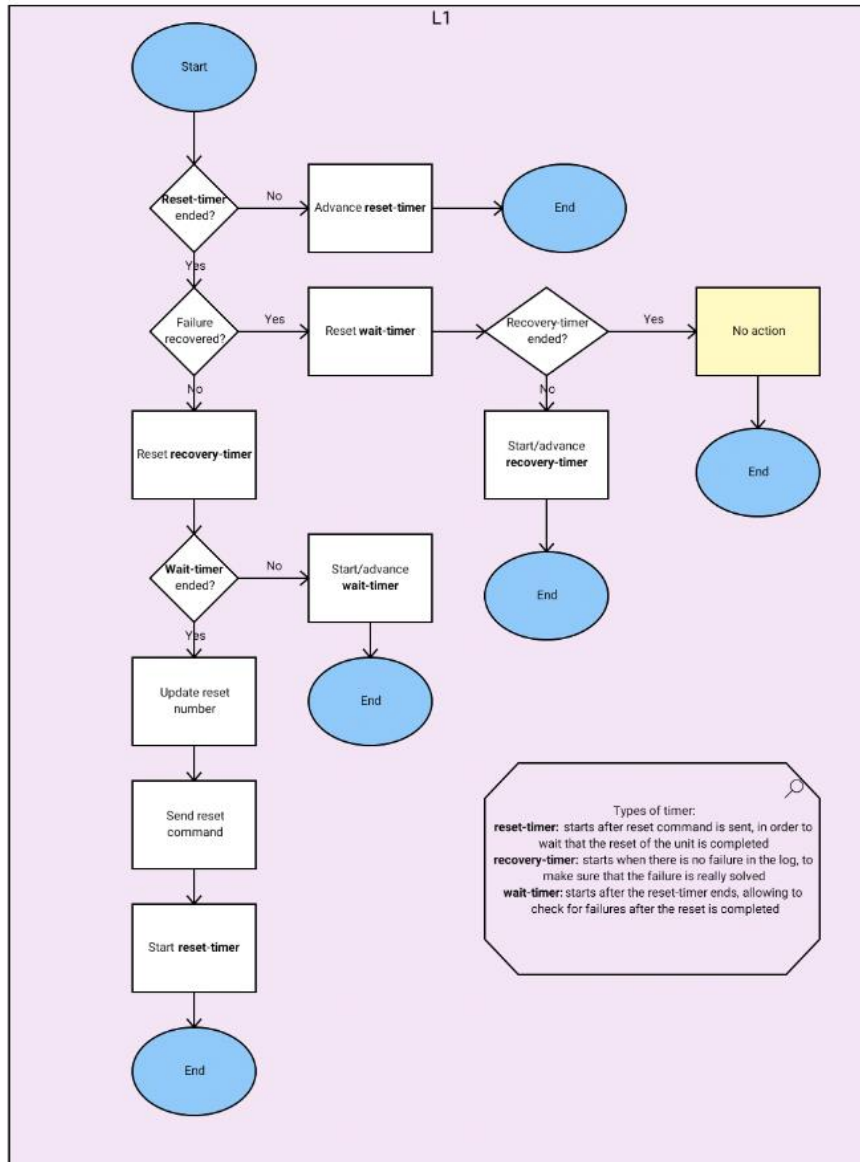 L1
Start
Reset-timer
ended?
No
Advance reset-timer
End
Yes
Failure
recovered?
Yes
Reset wait-timer
Recovery-timer
ended?
Yes
No action
End
No
Start/advance
recovery-timer
End
No
Reset recovery-timer
Wait-timer
ended?
No
Start/advance
wait-timer
End
Yes
Update reset
number
Send reset
command
Start reset-timer
End
Types of timer:
reset-timer: starts after reset command is sent, in order to
wait that the reset of the unit is completed
recovery-timer: starts when there is no failure in the log, to
make sure that the failure is really solved
wait-timer: starts after the reset-timer ends, allowing to
check for failures after the reset is completed